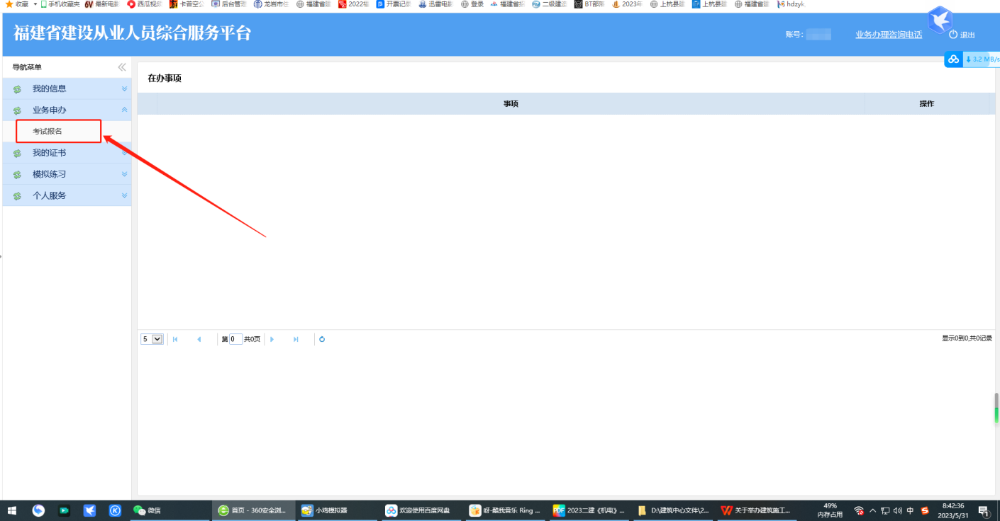 收藏 手机收藏夹 最新电影 西瓜视频 卡普空公 后台管理 龙岩市住 福建省建 2022福 开票记录 迅雷电影 登录 福建省招 二级建造 BT部落 2023年 上杭县建 上杭县建 福建省建 hdzyk.
福建省建设从业人员综合服务平台
账号: 业务办理咨询电话 退出
3.2 MB/s
导航菜单
我的信息
业务申办
考试报名
我的证书
模拟练习
个人服务
在办事项
事项 操作
5 第 0 共0页
显示0到0,共0记录
微信 首页 - 360安全浏... 小鸡模拟器 欢迎使用百度网盘 呀-酷我音乐 Ring ... 2023二建《机电》... D:\建筑中心文件\2... 关于举办建筑施工...
49%
内存占用
中
8:42:36
2023/5/31
1